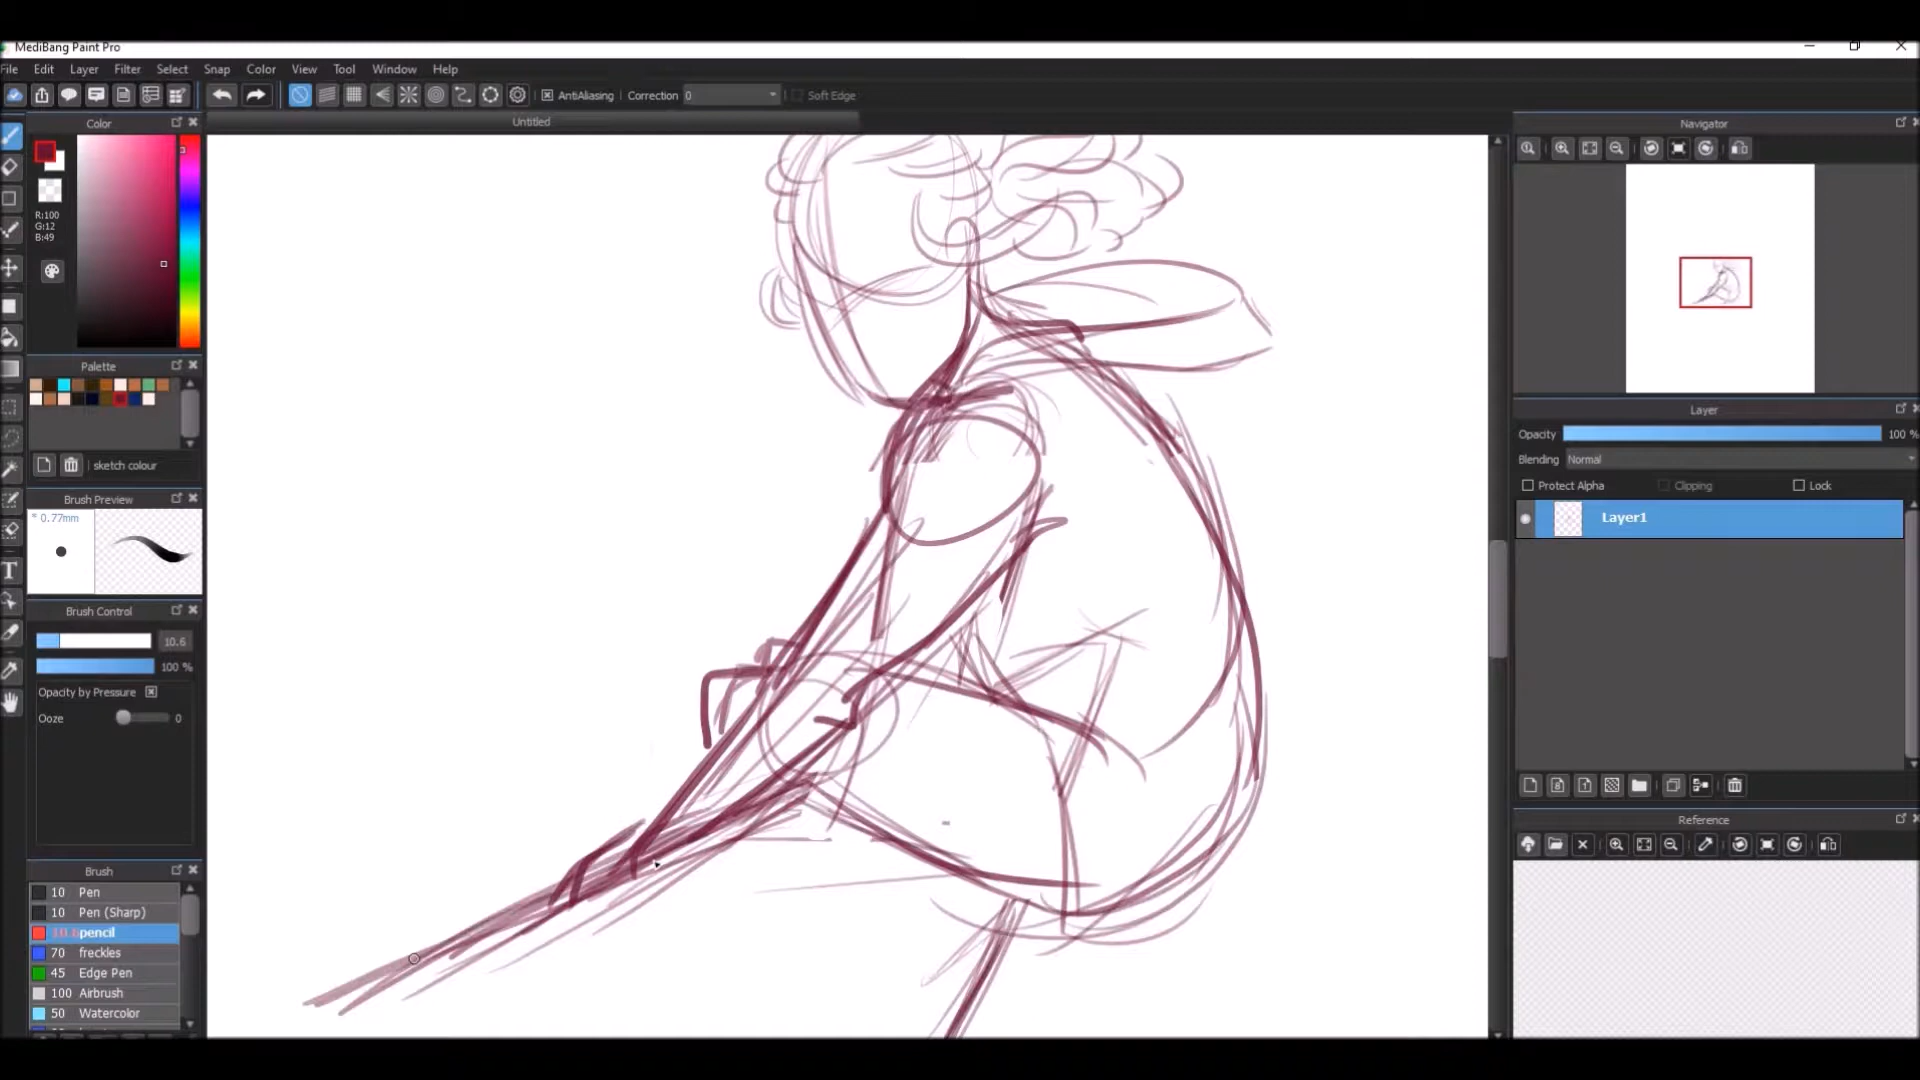 MediBang Paint Pro
File Edit Layer Filter Select Snap Color View Tool Window Help
AntiAliasing Correction 0 Soft Edge
Untitled
Color
R:100
G:12
B:49
Palette
sketch colour
Brush Preview
* 0.77mm
Brush Control
10.6
100 %
Opacity by Pressure
Ooze 0
Brush
10 Pen
10 Pen (Sharp)
pencil
70 freckles
45 Edge Pen
100 Airbrush
50 Watercolor
Navigator
Layer
Opacity 100 %
Blending Normal
Protect Alpha Clipping Lock
Layer1
Reference